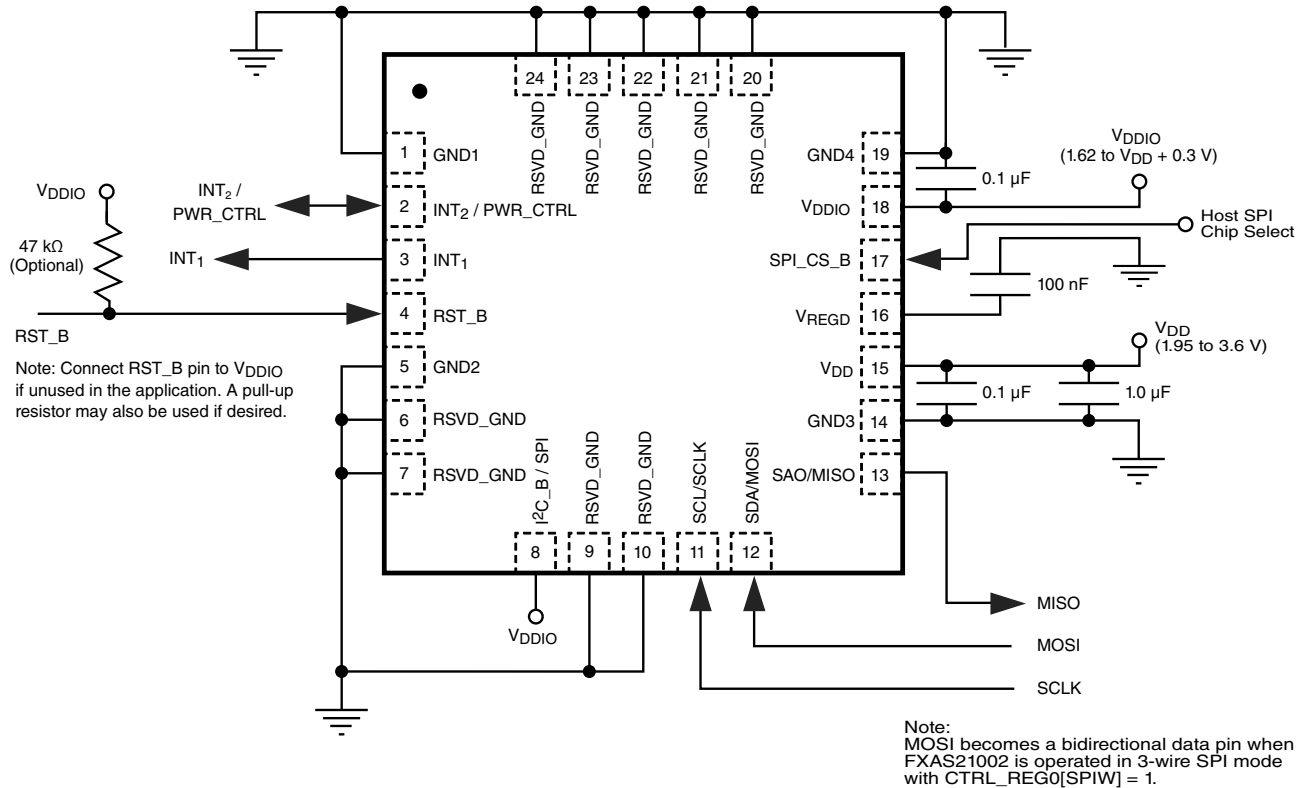 24
23
22
21
20
RSVD_GND
RSVD_GND
RSVD_GND
RSVD_GND
RSVD_GND
1
GND1
GND4
19
VDDIO
(1.62 to VDD + 0.3 V)
0.1 µF
VDDIO
INT2 /
PWR_CTRL
2
INT2 / PWR_CTRL
VDDIO
18
Host SPI
Chip Select
47 kΩ
(Optional)
INT1
3
INT1
SPI_CS_B
17
100 nF
RST_B
4
RST_B
VREGD
16
Note: Connect RST_B pin to VDDIO
if unused in the application. A pull-up
resistor may also be used if desired.
VDD
(1.95 to 3.6 V)
5
GND2
VDD
15
0.1 µF
1.0 µF
6
RSVD_GND
GND3
14
7
RSVD_GND
SAO/MISO
13
I2C_B / SPI
RSVD_GND
RSVD_GND
SCL/SCLK
SDA/MOSI
8
9
10
11
12
VDDIO
MISO
MOSI
SCLK
Note:
MOSI becomes a bidirectional data pin when
FXAS21002 is operated in 3-wire SPI mode
with CTRL_REG0[SPIW] = 1.